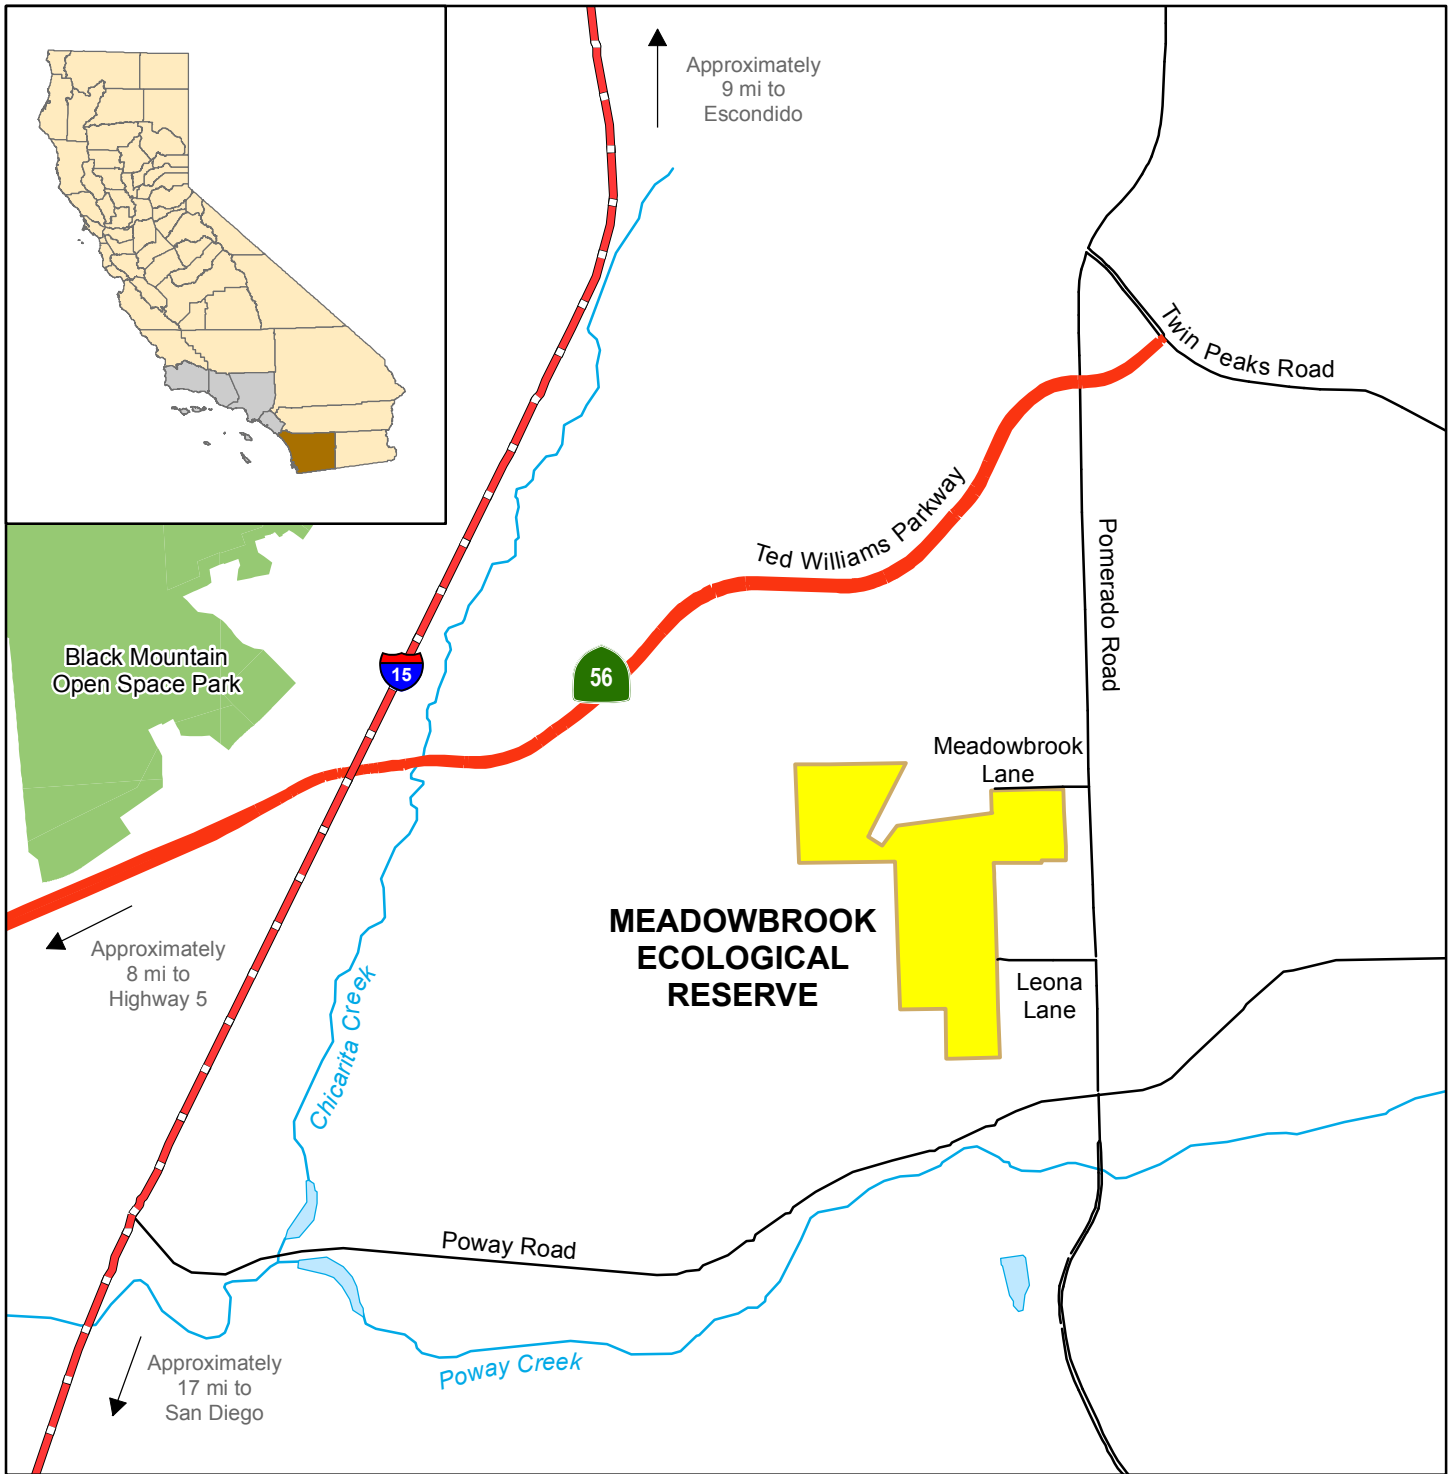 Approximately
9 mi to
Escondido
Twin Peaks Road
Ted Williams Parkway
Pomerado Road
Black Mountain
Open Space Park
15
56
Meadowbrook
Lane
MEADOWBROOK
ECOLOGICAL
RESERVE
Approximately
8 mi to
Highway 5
Leona
Lane
Chicarita Creek
Poway Road
Poway Creek
Approximately
17 mi to
San Diego